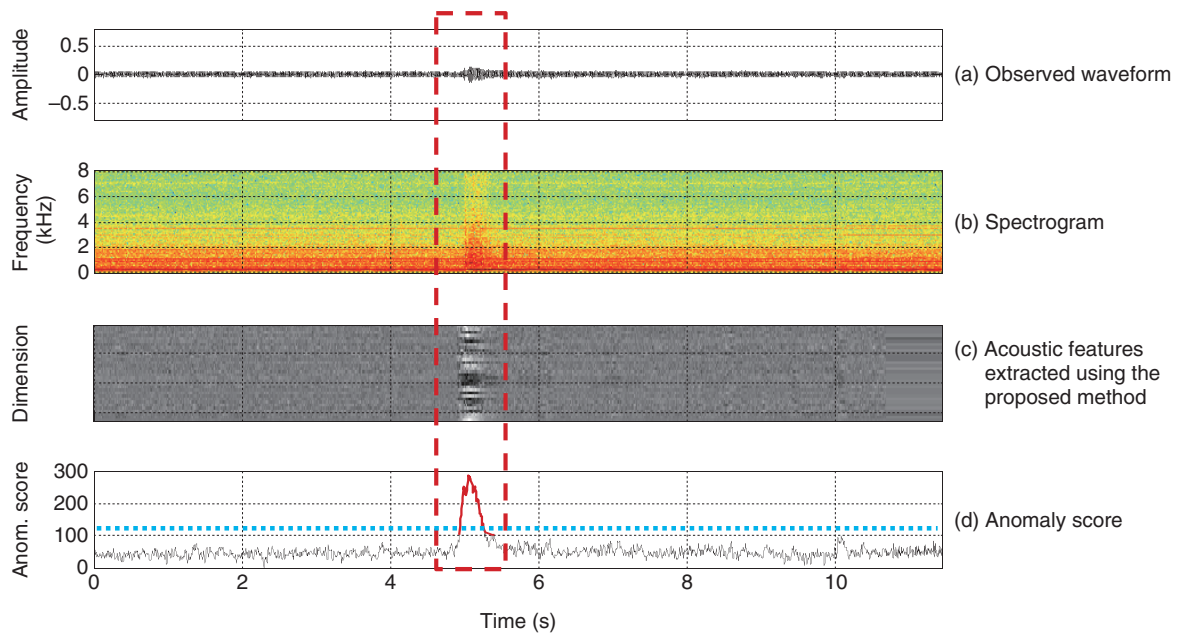 Amplitude
0.5
0
−0.5
(a) Observed waveform
Frequency
(kHz)
8
6
4
2
0
(b) Spectrogram
Dimension
(c) Acoustic features
extracted using the
proposed method
Anom. score
300
200
100
0
(d) Anomaly score
0 2 4 6 8 10
Time (s)